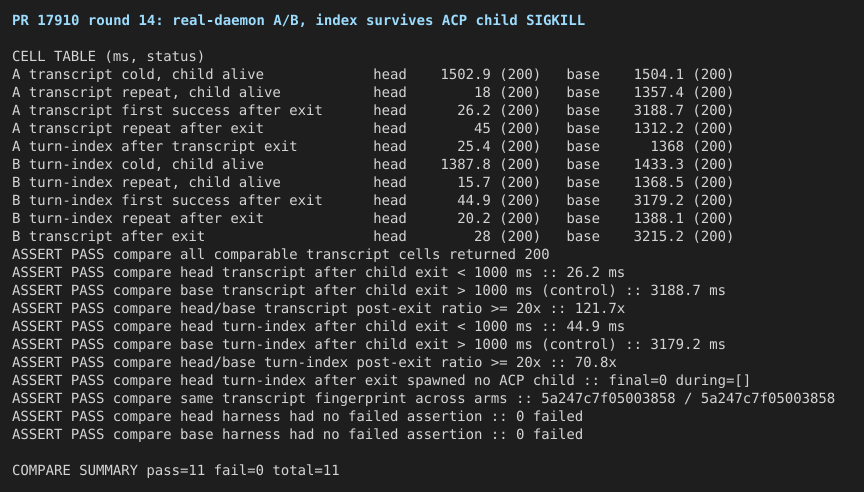 PR 17910 round 14: real-daemon A/B, index survives ACP child SIGKILL
CELL TABLE (ms, status)
A transcript cold, child alive head 1502.9 (200) base 1504.1 (200)
A transcript repeat, child alive head 18 (200) base 1357.4 (200)
A transcript first success after exit head 26.2 (200) base 3188.7 (200)
A transcript repeat after exit head 45 (200) base 1312.2 (200)
A turn-index after transcript exit head 25.4 (200) base 1368 (200)
B turn-index cold, child alive head 1387.8 (200) base 1433.3 (200)
B turn-index repeat, child alive head 15.7 (200) base 1368.5 (200)
B turn-index first success after exit head 44.9 (200) base 3179.2 (200)
B turn-index repeat after exit head 20.2 (200) base 1388.1 (200)
B transcript after exit head 28 (200) base 3215.2 (200)
ASSERT PASS compare all comparable transcript cells returned 200
ASSERT PASS compare head transcript after child exit < 1000 ms :: 26.2 ms
ASSERT PASS compare base transcript after child exit > 1000 ms (control) :: 3188.7 ms
ASSERT PASS compare head/base transcript post-exit ratio >= 20x :: 121.7x
ASSERT PASS compare head turn-index after child exit < 1000 ms :: 44.9 ms
ASSERT PASS compare base turn-index after child exit > 1000 ms (control) :: 3179.2 ms
ASSERT PASS compare head/base turn-index post-exit ratio >= 20x :: 70.8x
ASSERT PASS compare head turn-index after exit spawned no ACP child :: final=0 during=[]
ASSERT PASS compare same transcript fingerprint across arms :: 5a247c7f05003858 / 5a247c7f05003858
ASSERT PASS compare head harness had no failed assertion :: 0 failed
ASSERT PASS compare base harness had no failed assertion :: 0 failed
COMPARE SUMMARY pass=11 fail=0 total=11